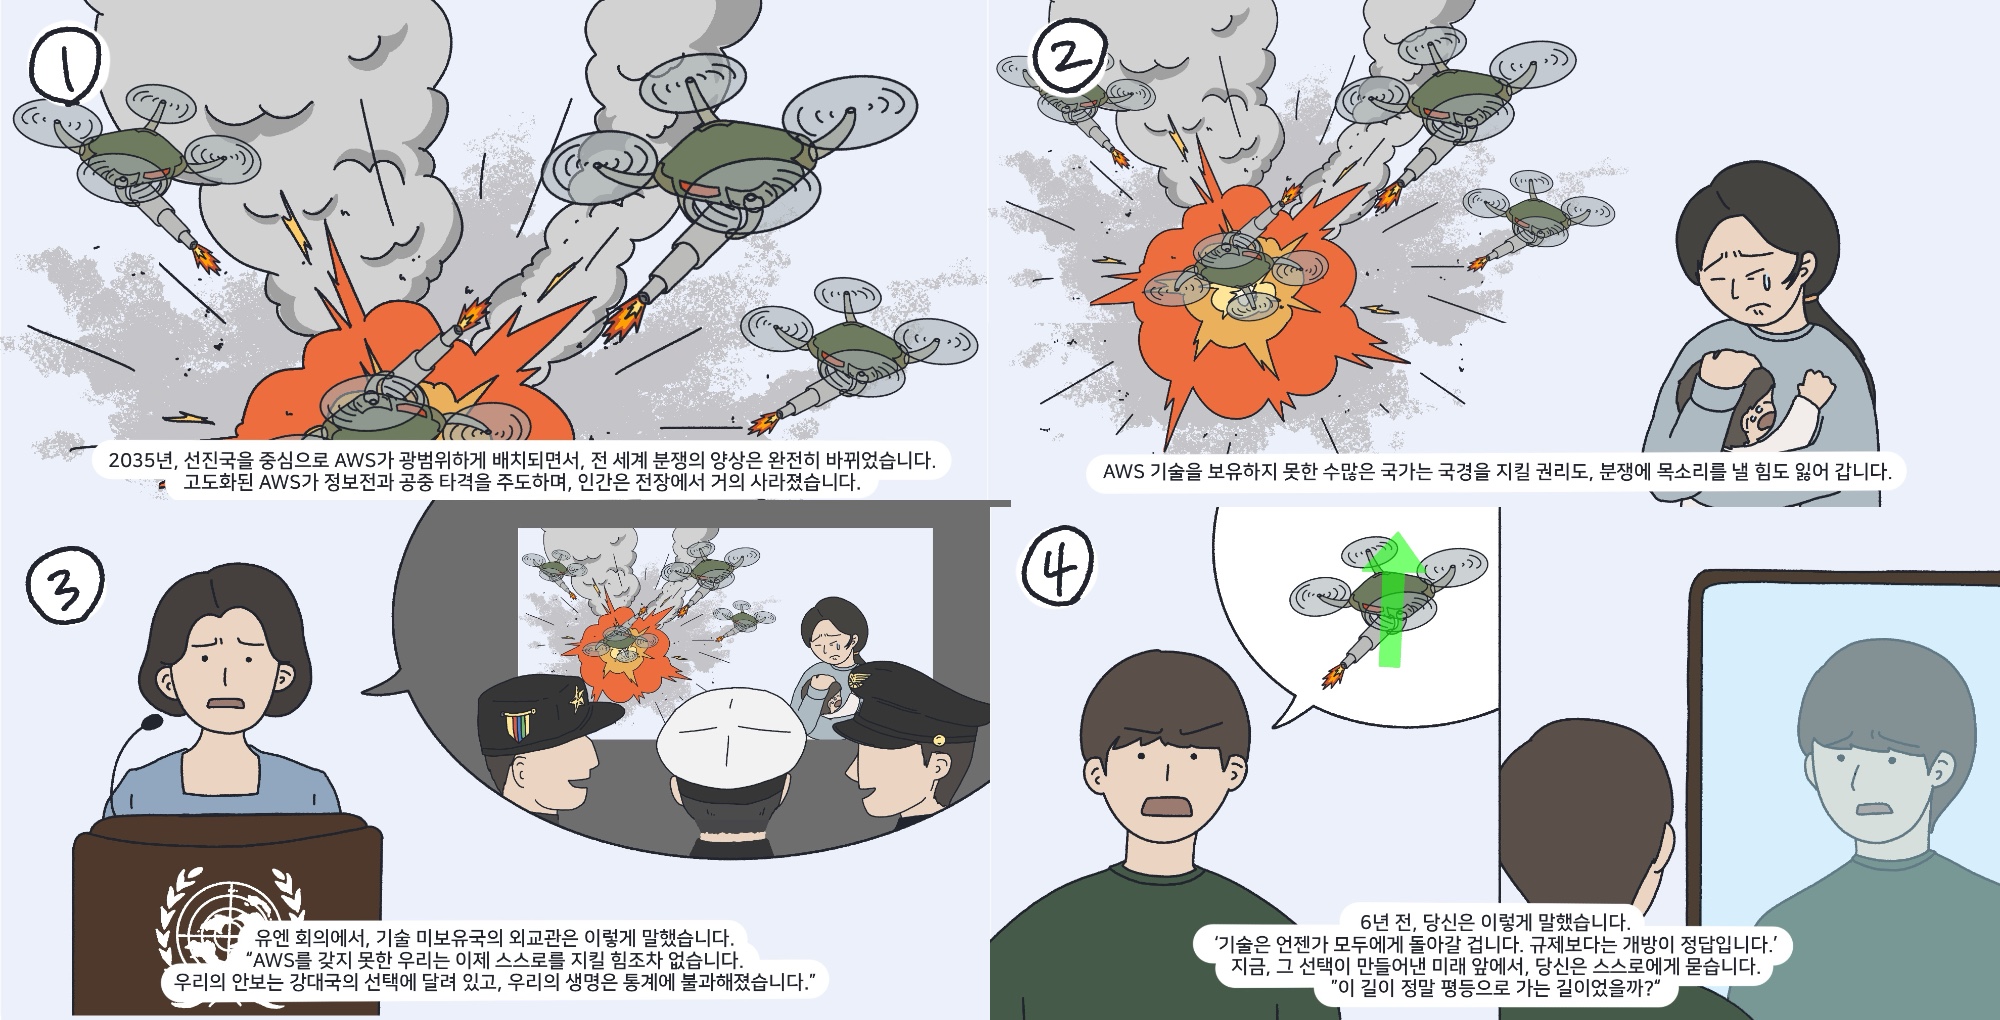 1
2035년, 선진국을 중심으로 AWS가 광범위하게 배치되면서, 전 세계 분쟁의 양상은 완전히 바뀌었습니다.
고도화된 AWS가 정보전과 공중 타격을 주도하며, 인간은 전장에서 거의 사라졌습니다.
2
AWS 기술을 보유하지 못한 수많은 국가는 국경을 지킬 권리도, 분쟁에 목소리를 낼 힘도 잃어 갑니다.
3
유엔 회의에서, 기술 미보유국의 외교관은 이렇게 말했습니다.
“AWS를 갖지 못한 우리는 이제 스스로를 지킬 힘조차 없습니다.
우리의 안보는 강대국의 선택에 달려 있고, 우리의 생명은 통계에 불과해졌습니다.”
4
6년 전, 당신은 이렇게 말했습니다.
‘기술은 언젠가 모두에게 돌아갈 겁니다. 규제보다는 개방이 정답입니다.’
지금, 그 선택이 만들어낸 미래 앞에서, 당신은 스스로에게 묻습니다.
"이 길이 정말 평등으로 가는 길이었을까?"